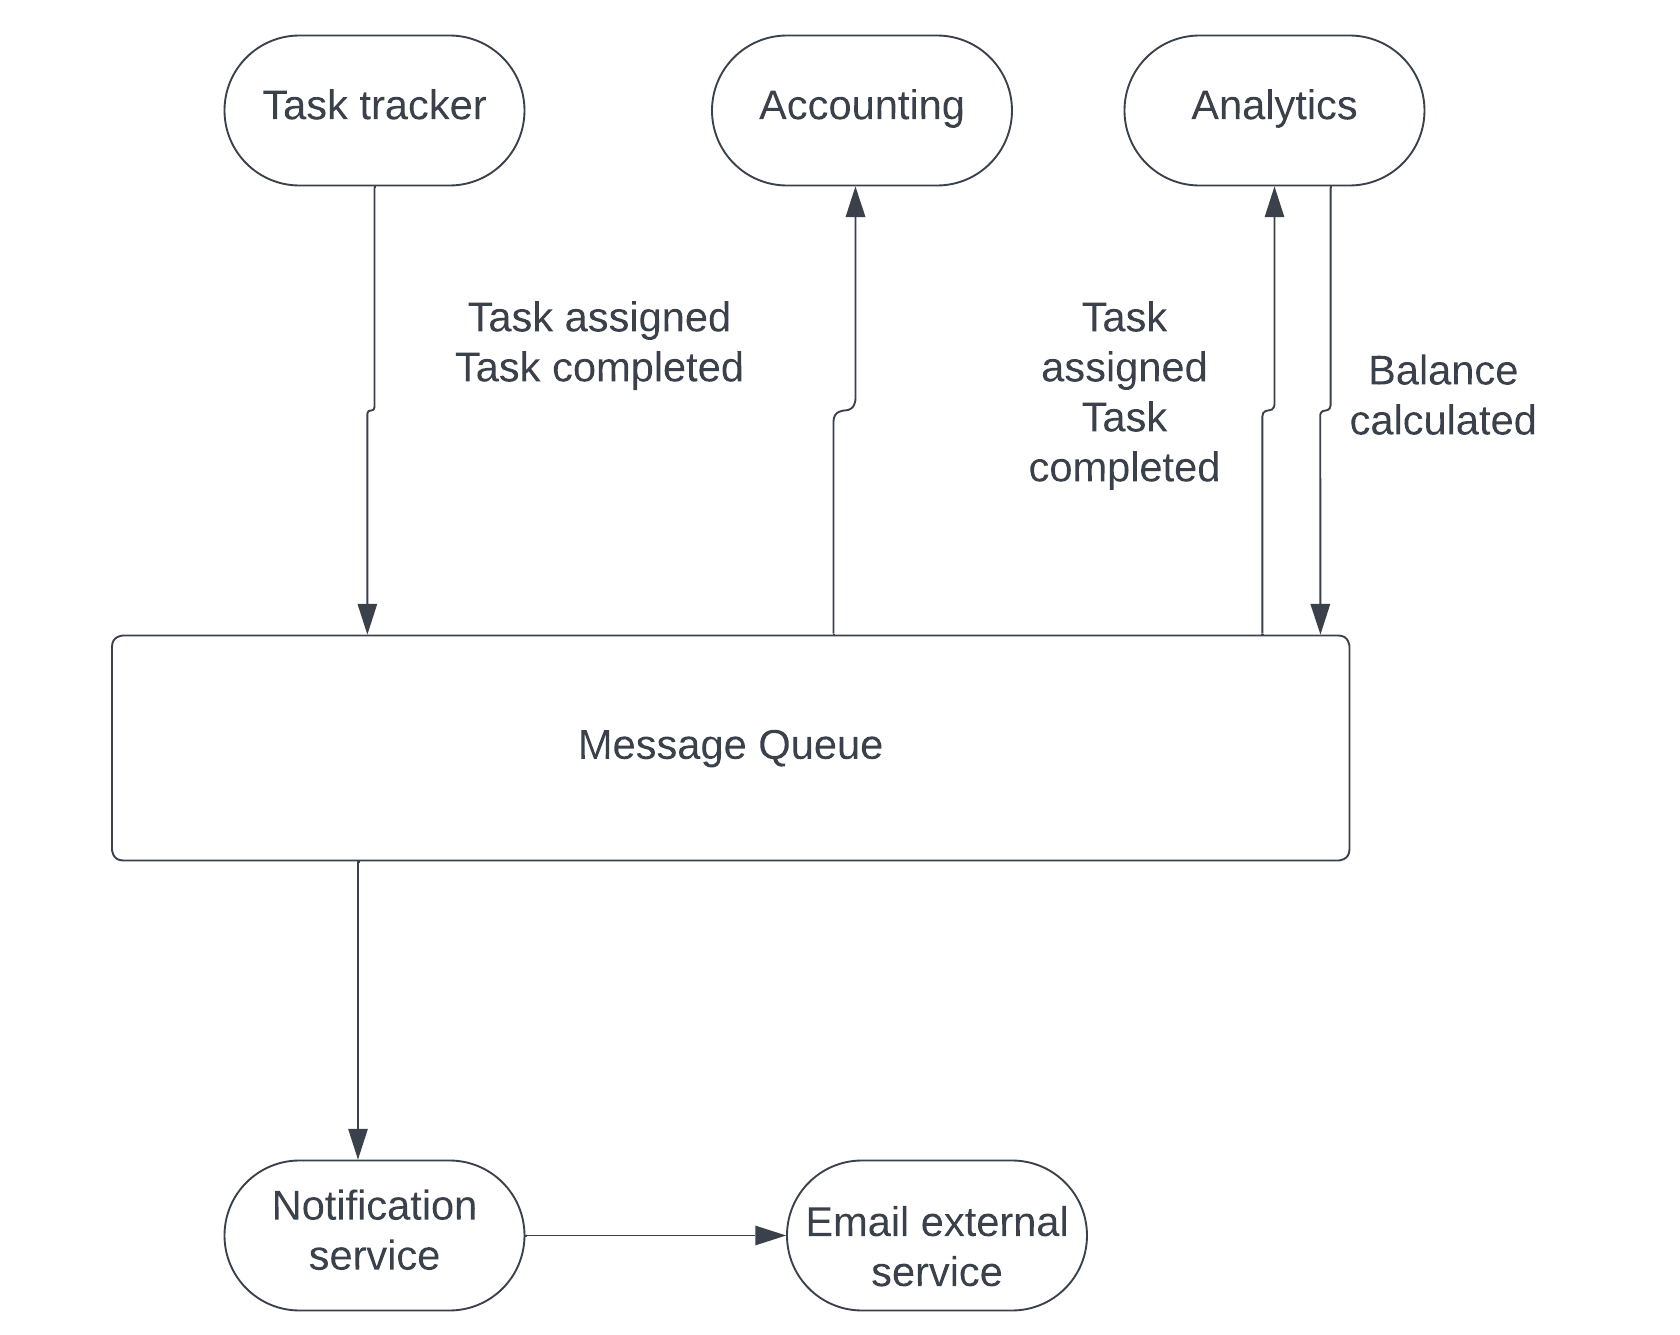 Task tracker
Accounting
Analytics
Task assigned
Task completed
Task
assigned
Task
completed
Balance
calculated
Message Queue
Notification
service
Email external
service